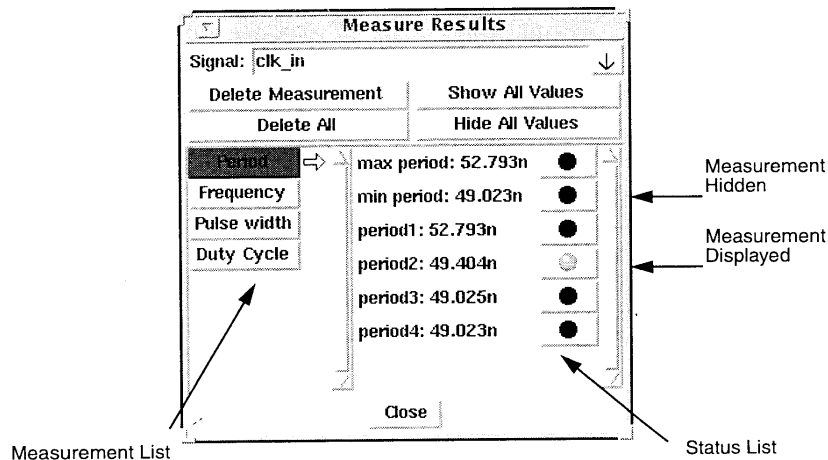 Measure Results
Signal: clk_in
Delete Measurement
Show All Values
Delete All
Hide All Values
Period
Frequency
Pulse width
Duty Cycle
max period: 52.793n
min period: 49.023n
period1: 52.793n
period2: 49.404n
period3: 49.025n
period4: 49.023n
Measurement
Hidden
Measurement
Displayed
Close
Measurement List
Status List